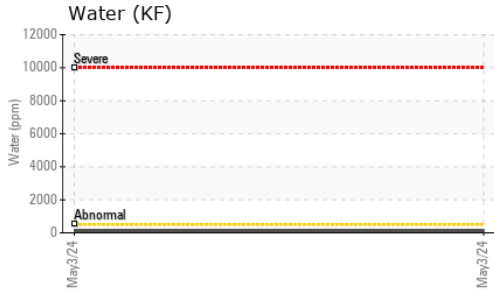 Water (KF)
12000
Severe
10000
8000
6000
4000
2000
Abnormal
0
Water (ppm)
May3/24
May3/24